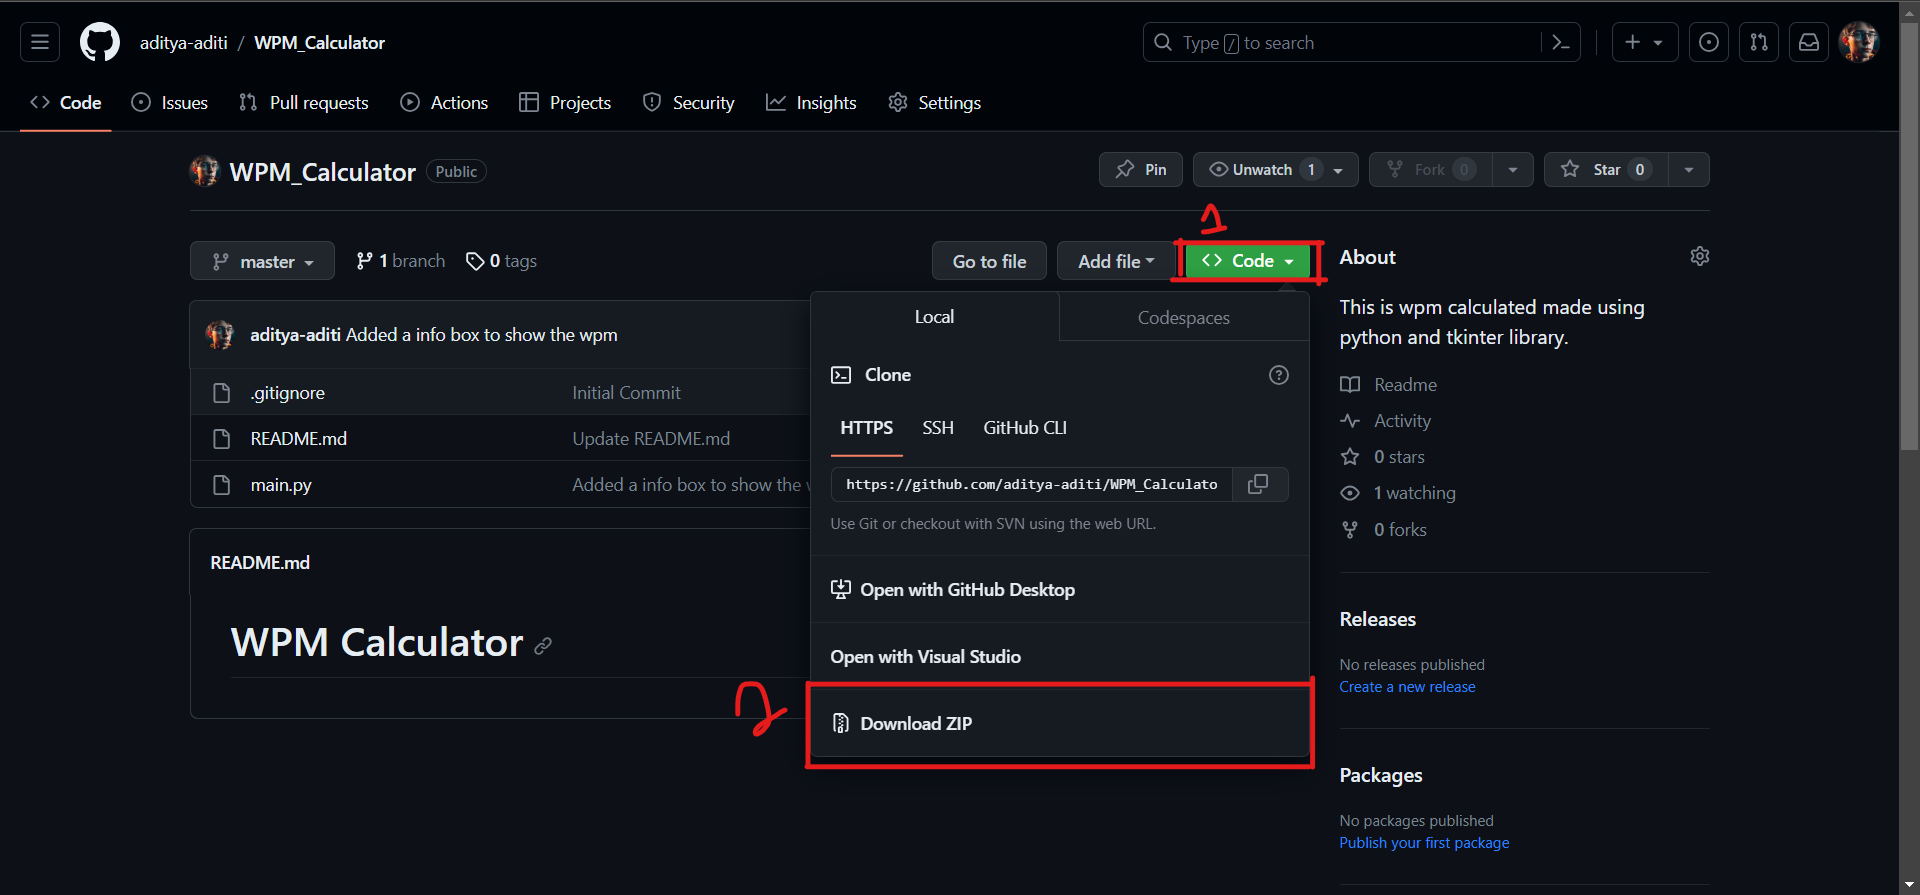 aditya-aditi / WPM_Calculator
Type / to search
Code
Issues
Pull requests
Actions
Projects
Security
Insights
Settings
WPM_Calculator Public
Pin
Unwatch 1
Fork 0
Star 0
1
master
1 branch
0 tags
Go to file
Add file
Code
aditya-aditi Added a info box to show the wpm
.gitignore Initial Commit
README.md Update README.md
main.py Added a info box to show the
README.md
WPM Calculator
Local
Codespaces
Clone
HTTPS
SSH
GitHub CLI
https://github.com/aditya-aditi/WPM_Calculato
Use Git or checkout with SVN using the web URL.
Open with GitHub Desktop
Open with Visual Studio
2
Download ZIP
About
This is wpm calculated made using
python and tkinter library.
Readme
Activity
0 stars
1 watching
0 forks
Releases
No releases published
Create a new release
Packages
No packages published
Publish your first package